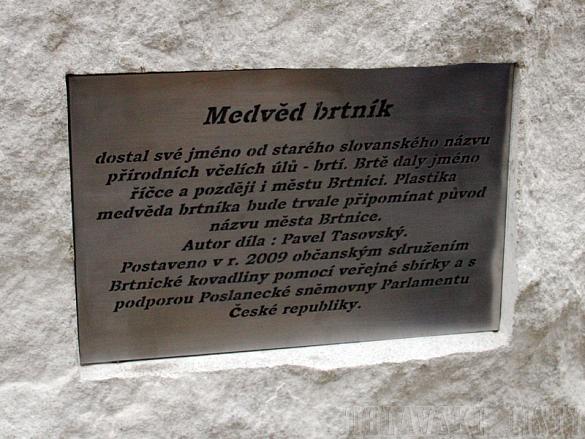 Medvěd brtník
dostal své jméno od starého slovanského názvu
přírodních včelích úlů - brtí. Brtě daly jméno
říčce a později i městu Brtnici. Plastika
medvěda brtníka bude trvale připomínat původ
názvu města Brtnice.
Autor díla : Pavel Tasovský.
Postaveno v r. 2009 občanským sdružením
Brtnické kovadliny pomocí veřejné sbírky a s
podporou Poslanecké sněmovny Parlamentu
České republiky.
JIHLAVSKÉ LISTY